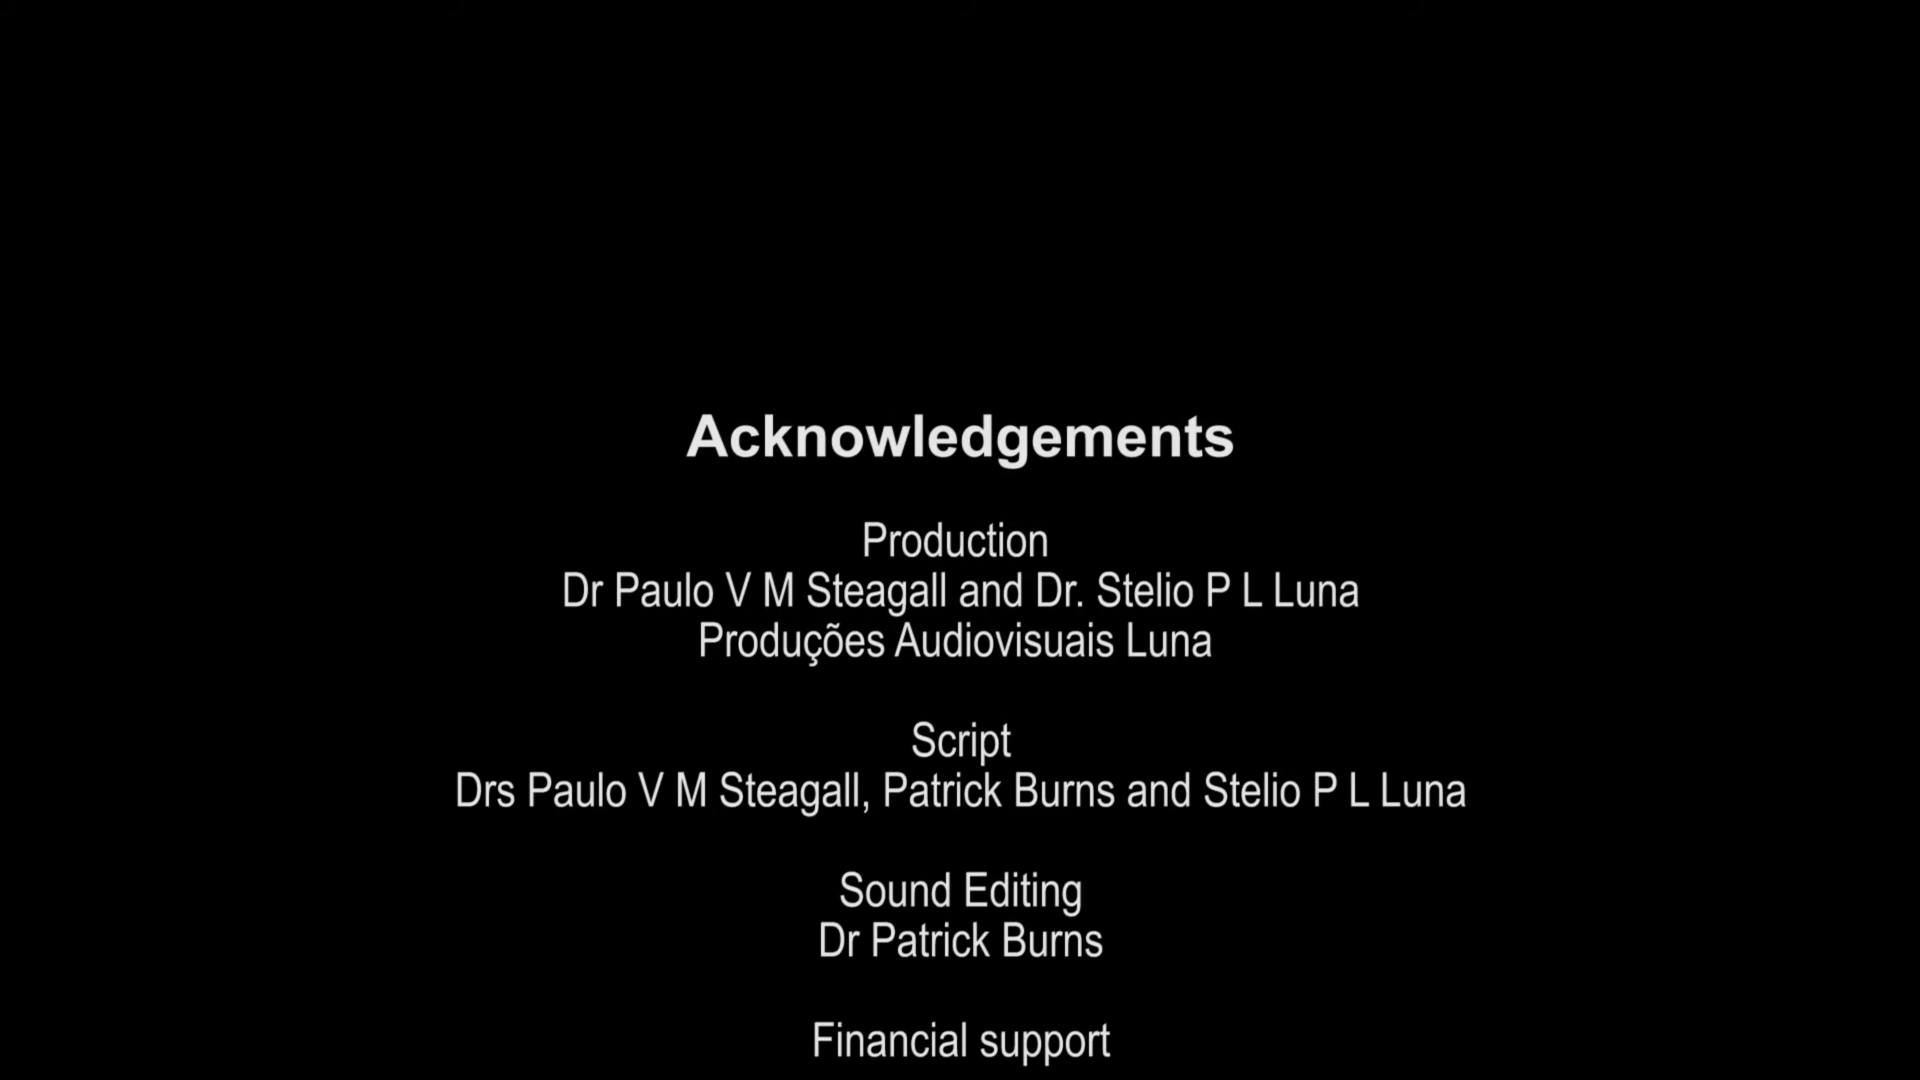 Acknowledgements
Production
Dr Paulo V M Steagall and Dr. Stelio P L Luna
Produções Audiovisuais Luna
Script
Drs Paulo V M Steagall, Patrick Burns and Stelio P L Luna
Sound Editing
Dr Patrick Burns
Financial support